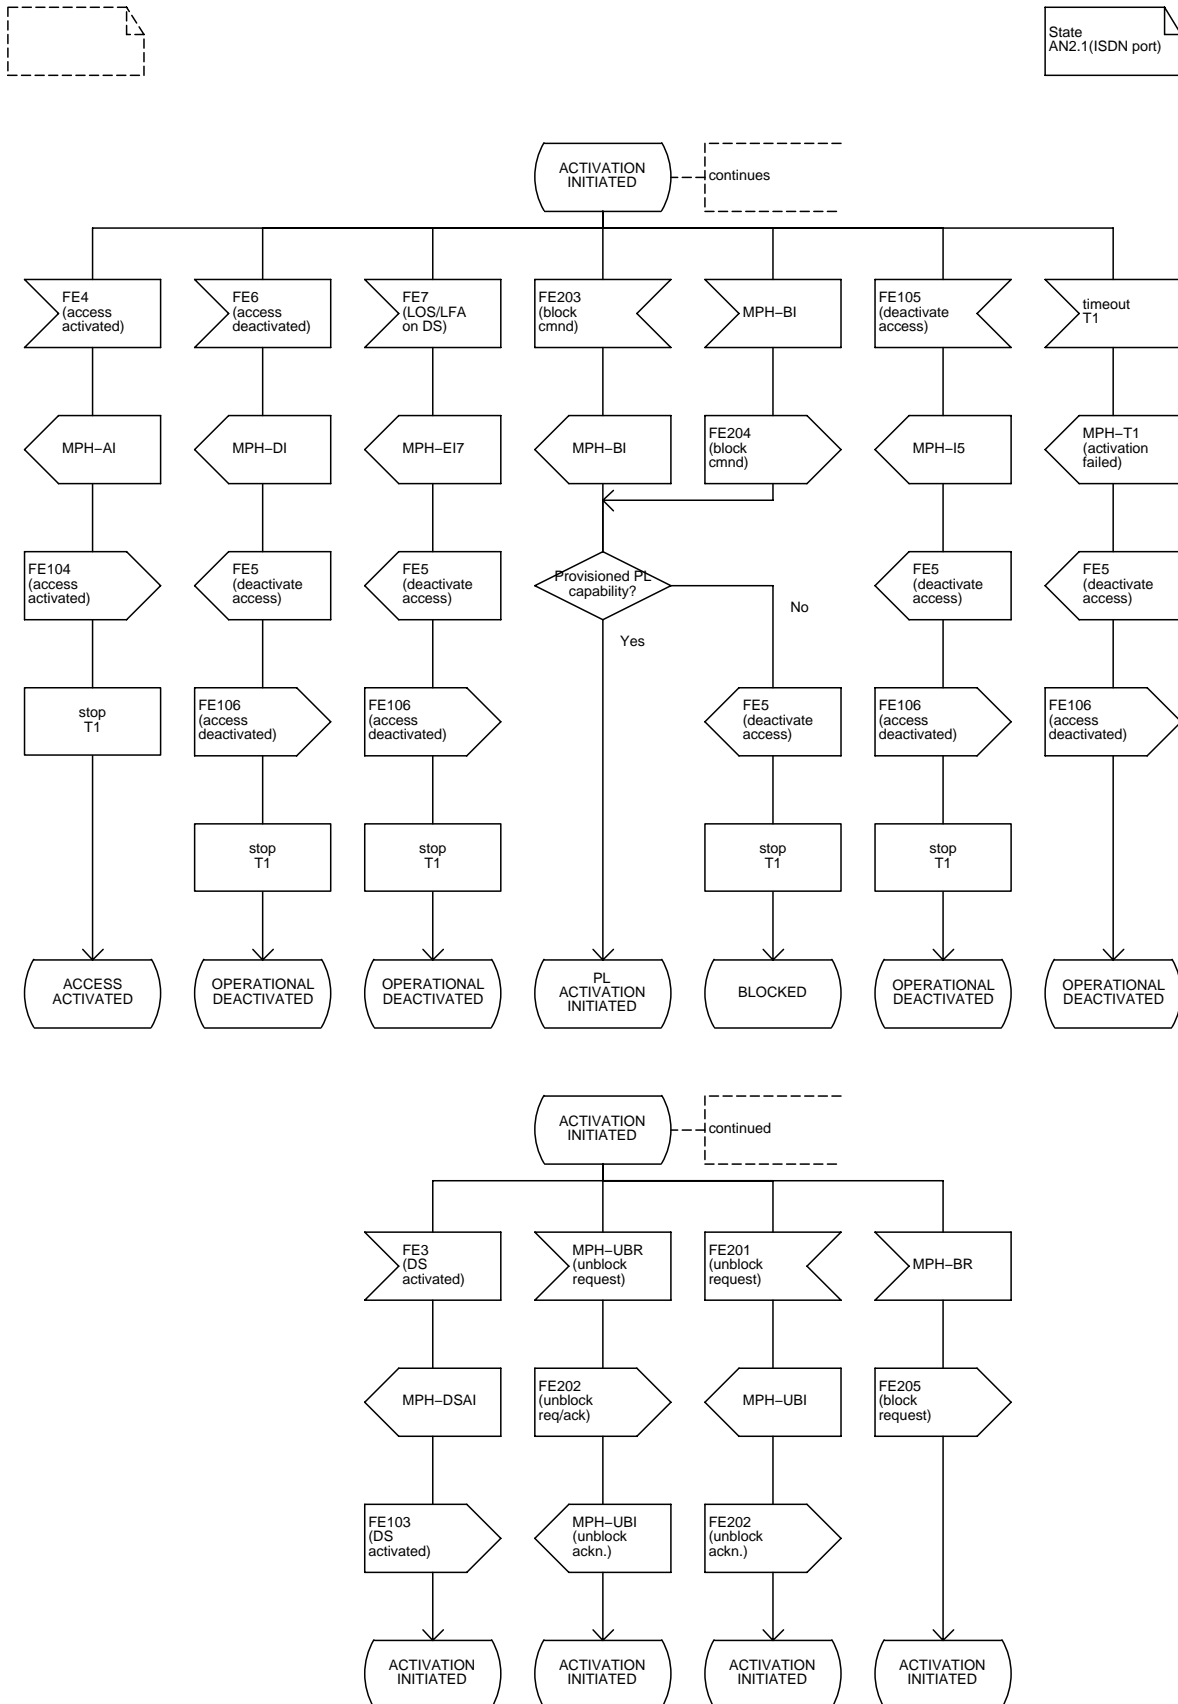 State
AN2.1(ISDN port)
ACTIVATION
INITIATED
continues
FE4
(access
activated)
FE6
(access
deactivated)
FE7
(LOS/LFA
on DS)
FE203
(block
cmnd)
MPH–BI
FE105
(deactivate
access)
timeout
T1
MPH–AI
MPH–DI
MPH–EI7
MPH–BI
FE204
(block
cmnd)
MPH–I5
MPH–T1
(activation
failed)
FE104
(access
activated)
FE5
(deactivate
access)
FE5
(deactivate
access)
Provisioned PL
capability?
No
Yes
FE5
(deactivate
access)
FE5
(deactivate
access)
stop
T1
FE106
(access
deactivated)
FE106
(access
deactivated)
FE5
(deactivate
access)
FE106
(access
deactivated)
FE106
(access
deactivated)
stop
T1
stop
T1
stop
T1
stop
T1
ACCESS
ACTIVATED
OPERATIONAL
DEACTIVATED
OPERATIONAL
DEACTIVATED
PL
ACTIVATION
INITIATED
BLOCKED
OPERATIONAL
DEACTIVATED
OPERATIONAL
DEACTIVATED
ACTIVATION
INITIATED
continued
FE3
(DS
activated)
MPH–UBR
(unblock
request)
FE201
(unblock
request)
MPH–BR
MPH–DSAI
FE202
(unblock
req/ack)
MPH–UBI
FE205
(block
request)
FE103
(DS
activated)
MPH–UBI
(unblock
ackn.)
FE202
(unblock
ackn.)
ACTIVATION
INITIATED
ACTIVATION
INITIATED
ACTIVATION
INITIATED
ACTIVATION
INITIATED